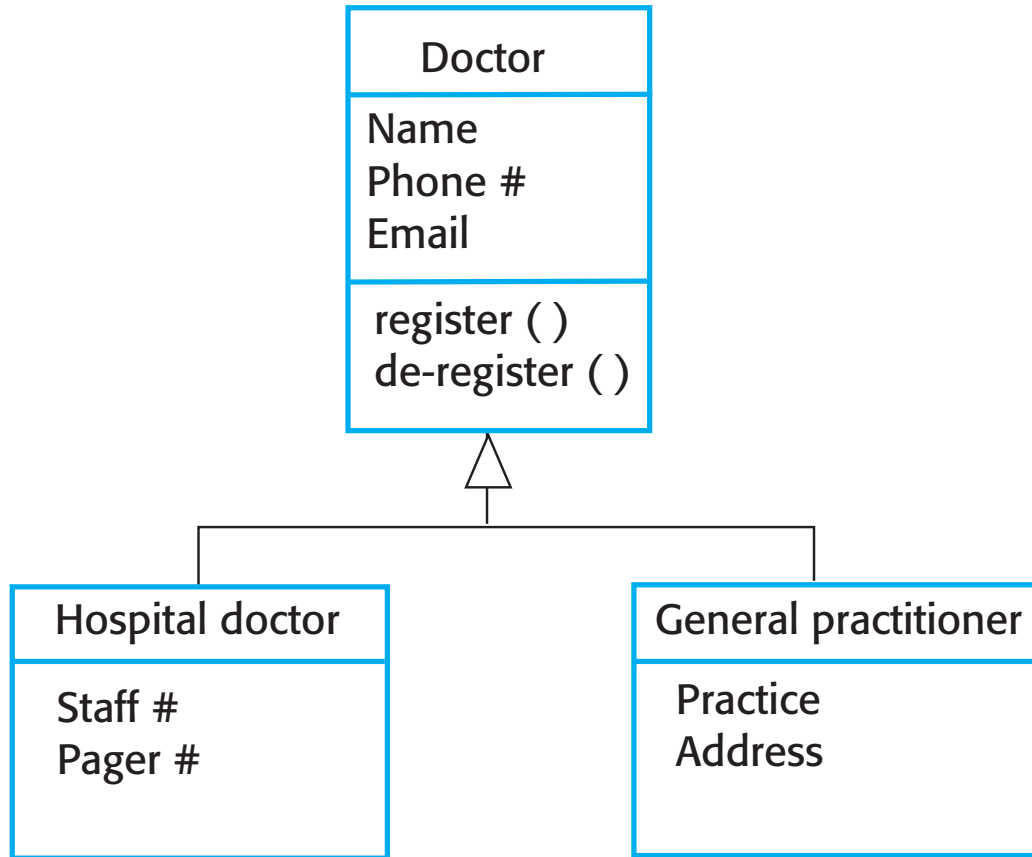 Doctor
Name
Phone #
Email
register ( )
de-register ( )
Hospital doctor
Staff #
Pager #
General practitioner
Practice
Address